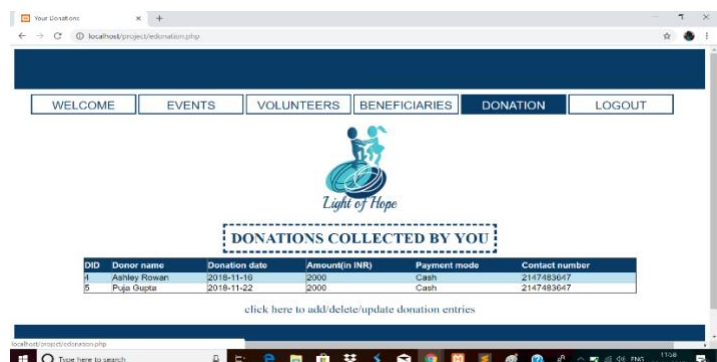 Your Donations
localhost/project/edonation.php
WELCOME EVENTS VOLUNTEERS BENEFICIARIES DONATION LOGOUT
Light of Hope
DONATIONS COLLECTED BY YOU
DID Donor name Donation date Amount(in INR) Payment mode Contact number
4 Ashley Rowan 2018-11-16 2000 Cash 2147483647
5 Puja Gupta 2018-11-22 2000 Cash 2147483647
click here to add/delete/update donation entries
localhost/project/edonation.php
Type here to search
ENG 11:58